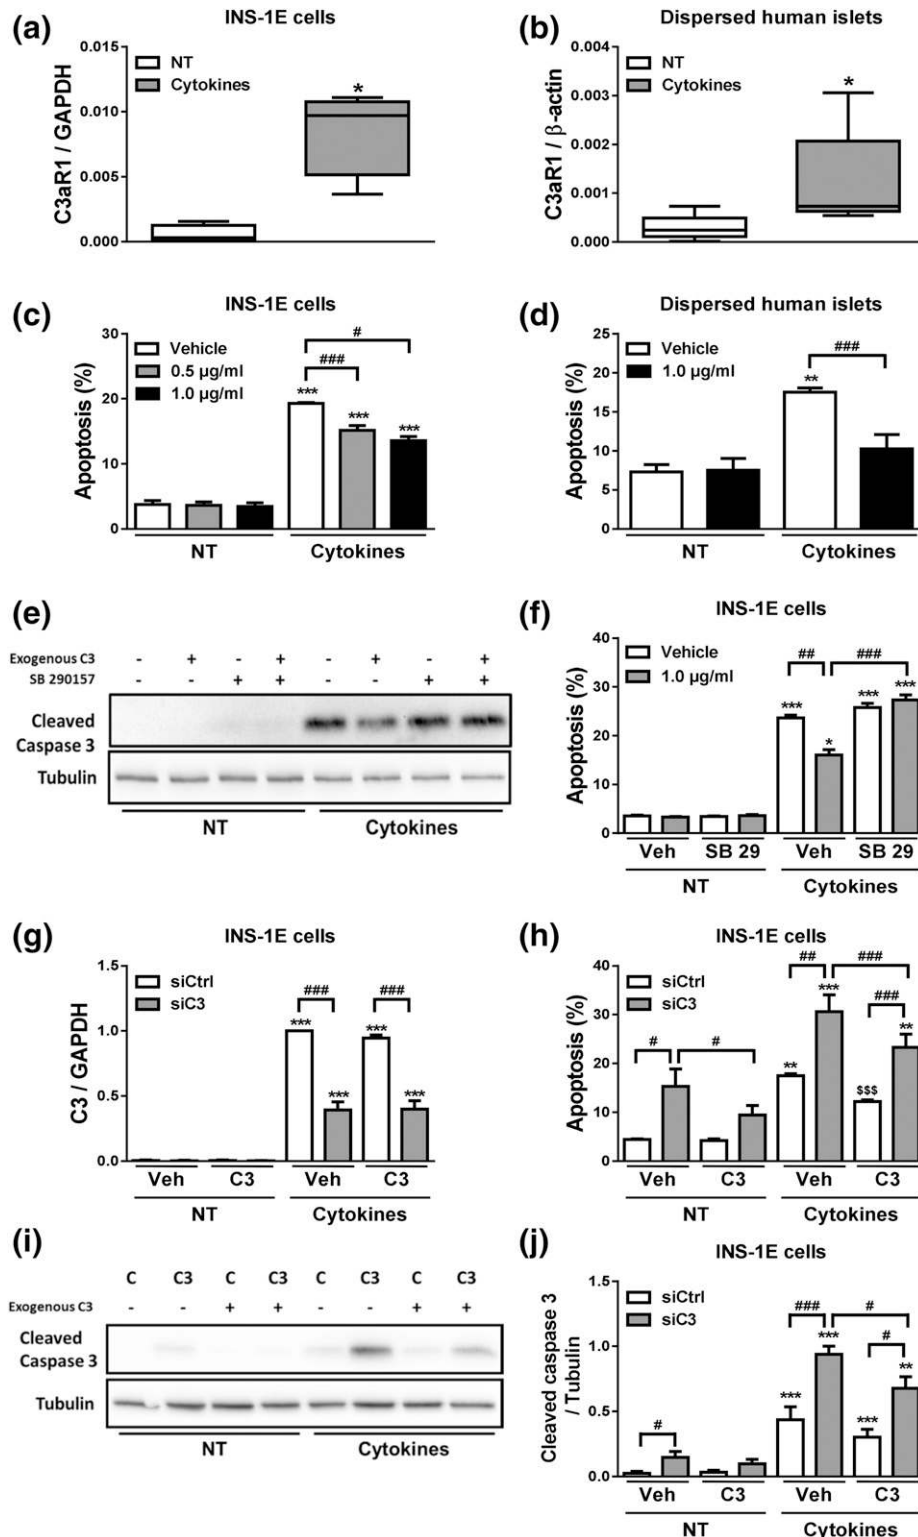 (a)
INS-1E cells
C3aR1 / GAPDH
0.015
0.010
0.005
0.000
NT
Cytokines
*
(b)
Dispersed human islets
C3aR1 / β-actin
0.004
0.003
0.002
0.001
0.000
NT
Cytokines
*
(c)
INS-1E cells
Apoptosis (%)
30
20
10
0
Vehicle
0.5 µg/ml
1.0 µg/ml
#
###
***
***
***
NT
Cytokines
(d)
Dispersed human islets
Apoptosis (%)
25
20
15
10
5
0
Vehicle
1.0 µg/ml
###
**
NT
Cytokines
(e)
Exogenous C3 - + - + - + - +
SB 290157 - - + + - - + +
Cleaved
Caspase 3
Tubulin
NT
Cytokines
(f)
INS-1E cells
Apoptosis (%)
40
30
20
10
0
Vehicle
1.0 µg/ml
## ###
*** * *** ***
Veh SB 29 Veh SB 29
NT Cytokines
(g)
INS-1E cells
C3 / GAPDH
1.5
1.0
0.5
0.0
siCtrl
siC3
### ###
*** *** *** ***
Veh C3 Veh C3
NT Cytokines
(h)
INS-1E cells
Apoptosis (%)
40
30
20
10
0
siCtrl
siC3
## ###
###
# #
** *** $$$ **
Veh C3 Veh C3
NT Cytokines
(i)
C C3 C C3 C C3 C C3
Exogenous C3 - - + + - - + +
Cleaved
Caspase 3
Tubulin
NT Cytokines
(j)
INS-1E cells
Cleaved caspase 3
/ Tubulin
1.5
1.0
0.5
0.0
siCtrl
siC3
### #
#
#
*** *** *** **
Veh C3 Veh C3
NT Cytokines